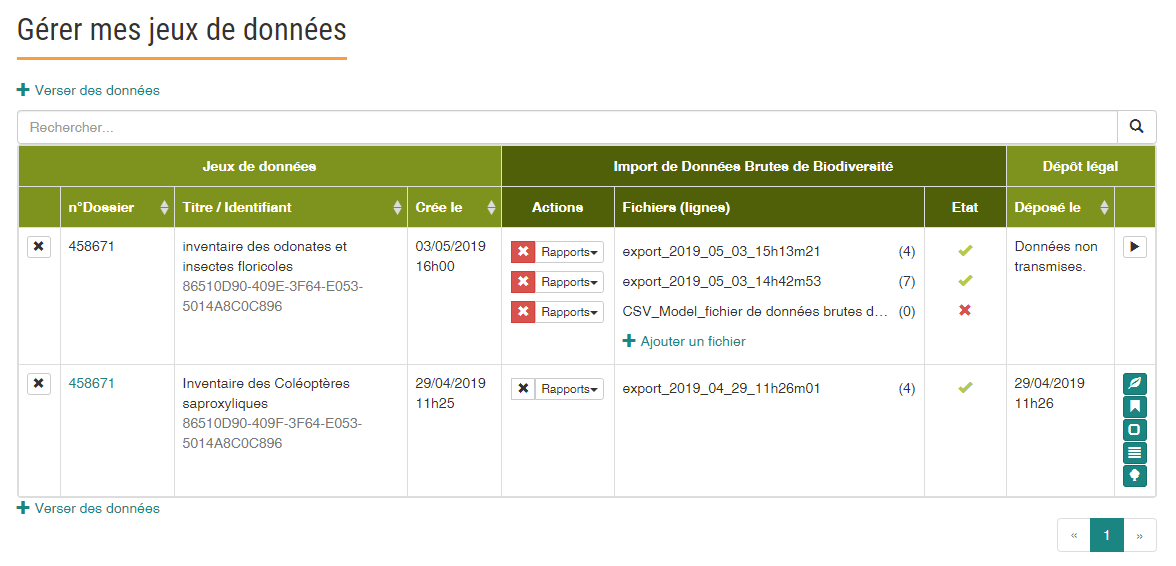 Gérer mes jeux de données
Verser des données
Rechercher...
Jeux de données Import de Données Brutes de Biodiversité Dépôt légal
n°Dossier Titre / Identifiant Crée le Actions Fichiers (lignes) Etat Déposé le
458671 inventaire des odonates et 03/05/2019 Rapports export_2019_05_03_15h13m21 (4) Données non
insectes floricoles 16h00 transmises.
86510D90-409E-3F64-E053- Rapports export_2019_05_03_14h42m53 (7)
5014A8C0C896 Rapports CSV_Model_fichier de données brutes d... (0)
Ajouter un fichier
458671 Inventaire des Coléoptères 29/04/2019 Rapports export_2019_04_29_11h26m01 (4) 29/04/2019
saproxyliques 11h25 11h26
86510D90-409F-3F64-E053-
5014A8C0C896
Verser des données
« 1 »